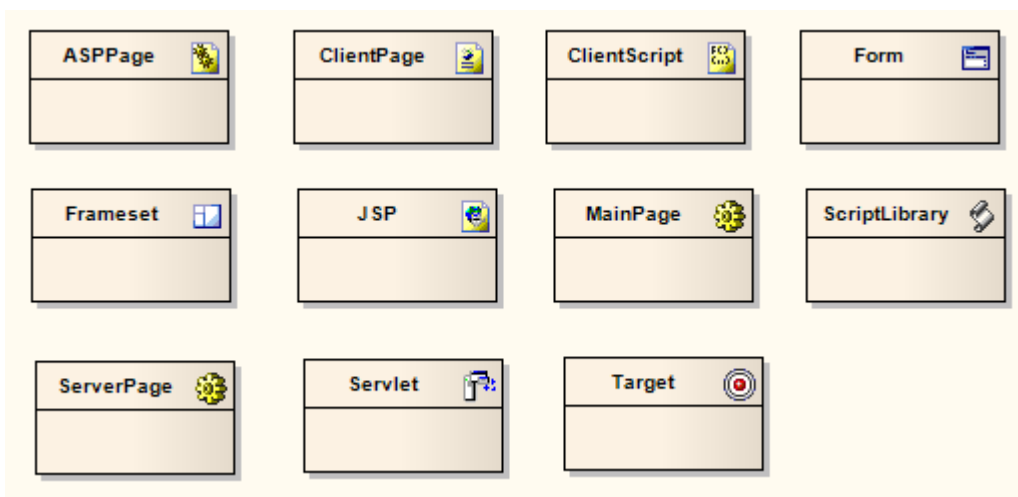 ASPPage
ClientPage
ClientScript
Form
Frameset
JSP
MainPage
ScriptLibrary
ServerPage
Servlet
Target